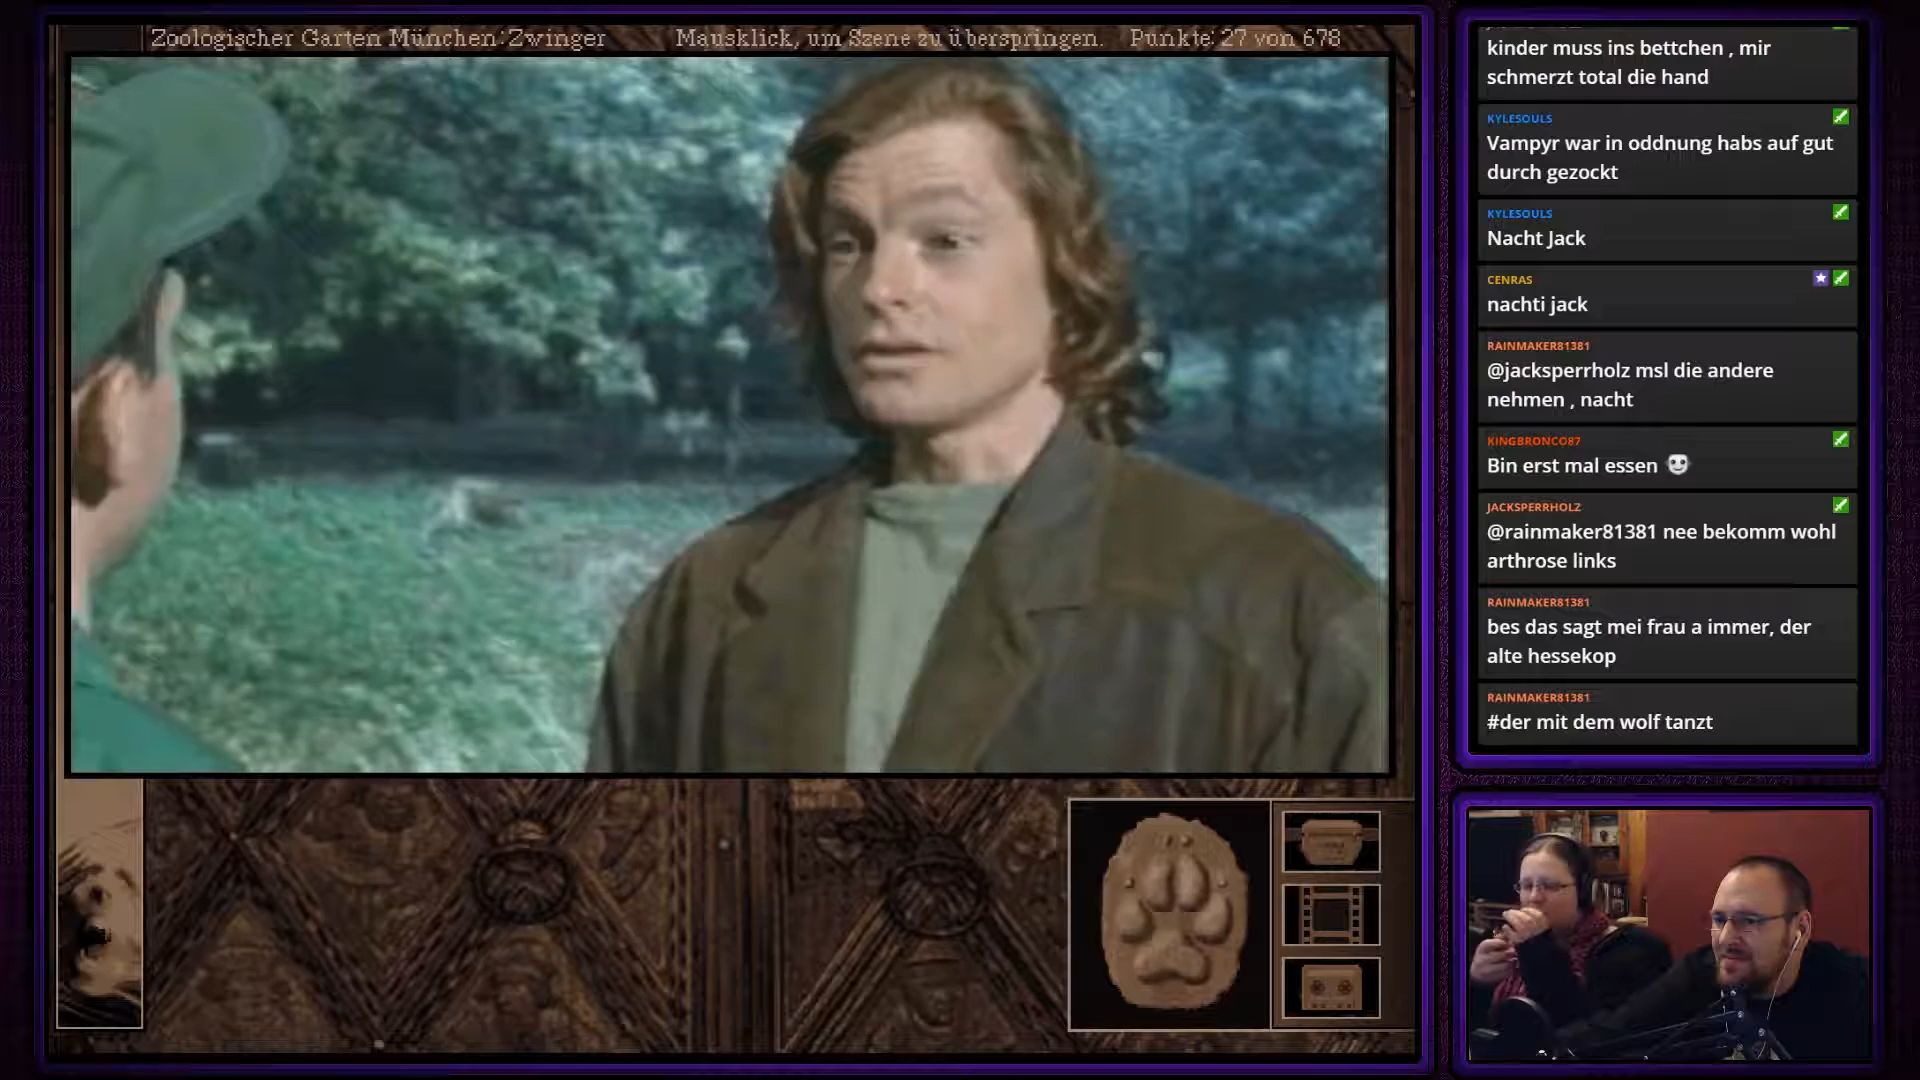 Zoologischer Garten München:Zwinger
Mausklick, um Szene zu überspringen.
Punkte: 27 von 678
kinder muss ins bettchen , mir
schmerzt total die hand
KYLESOULS
Vampyr war in oddnung habs auf gut
durch gezockt
KYLESOULS
Nacht Jack
CENRAS
nachti jack
RAINMAKER81381
@jacksperrholz msl die andere
nehmen , nacht
KINGBRONCO87
Bin erst mal essen
JACKSPERRHOLZ
@rainmaker81381 nee bekomm wohl
arthrose links
RAINMAKER81381
bes das sagt mei frau a immer, der
alte hessekop
RAINMAKER81381
#der mit dem wolf tanzt